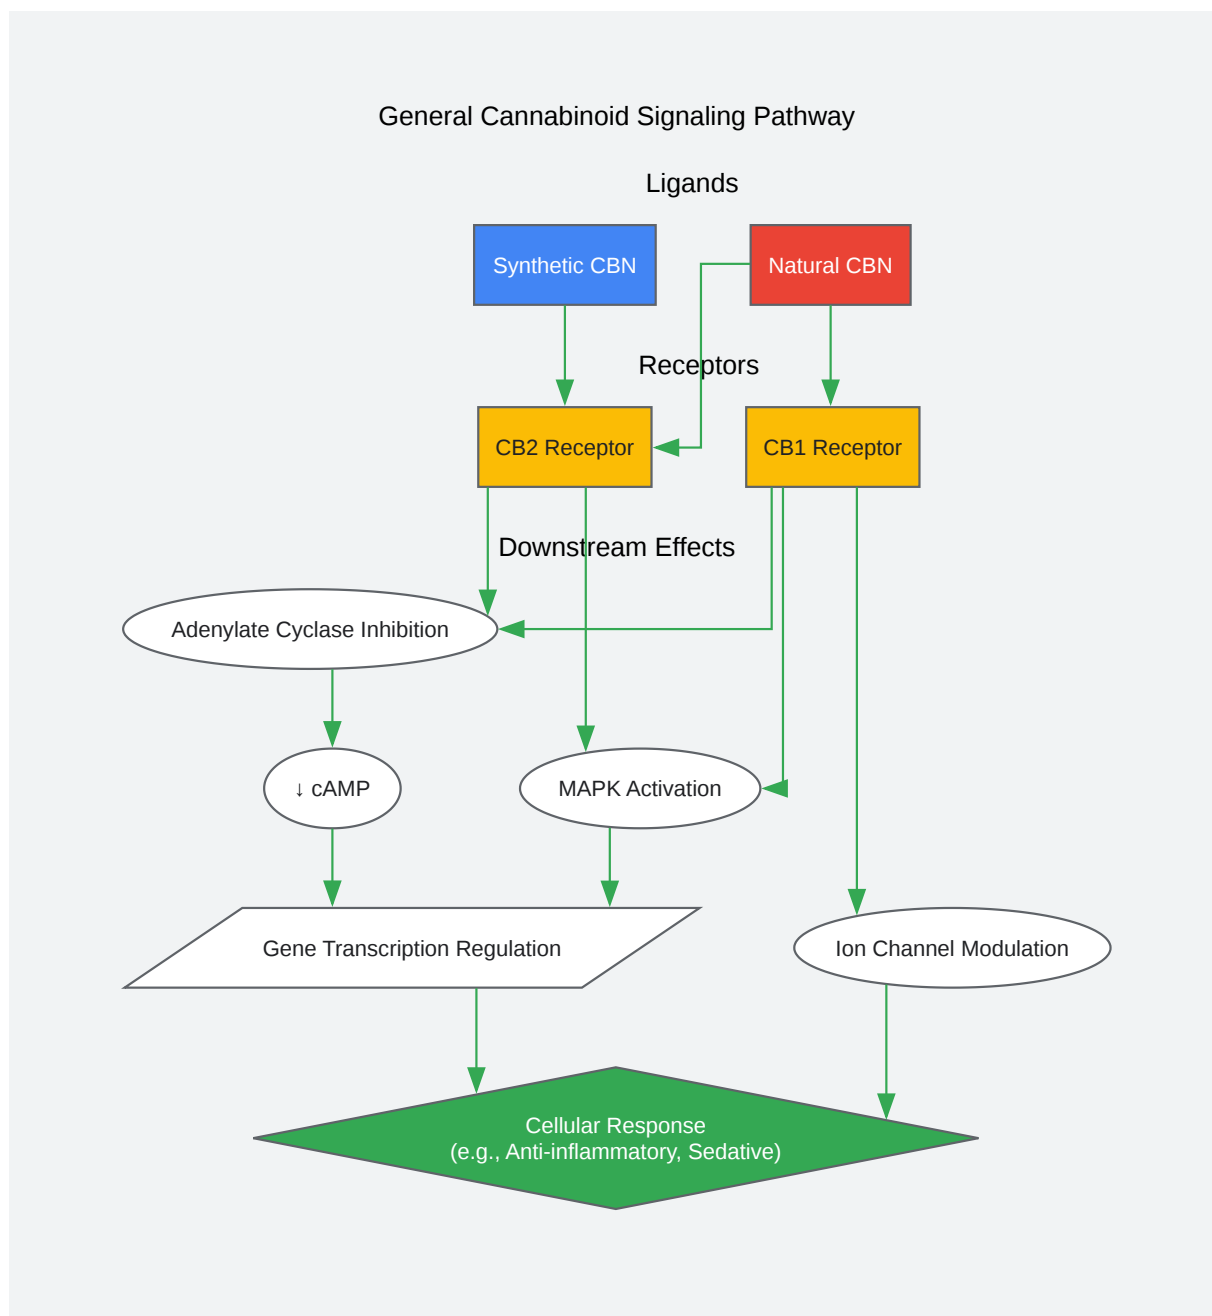 General Cannabinoid Signaling Pathway
Ligands
Synthetic CBN
Natural CBN
Receptors
CB2 Receptor
CB1 Receptor
Downstream Effects
Adenylate Cyclase Inhibition
↓ cAMP
MAPK Activation
Gene Transcription Regulation
Ion Channel Modulation
Cellular Response
(e.g., Anti-inflammatory, Sedative)